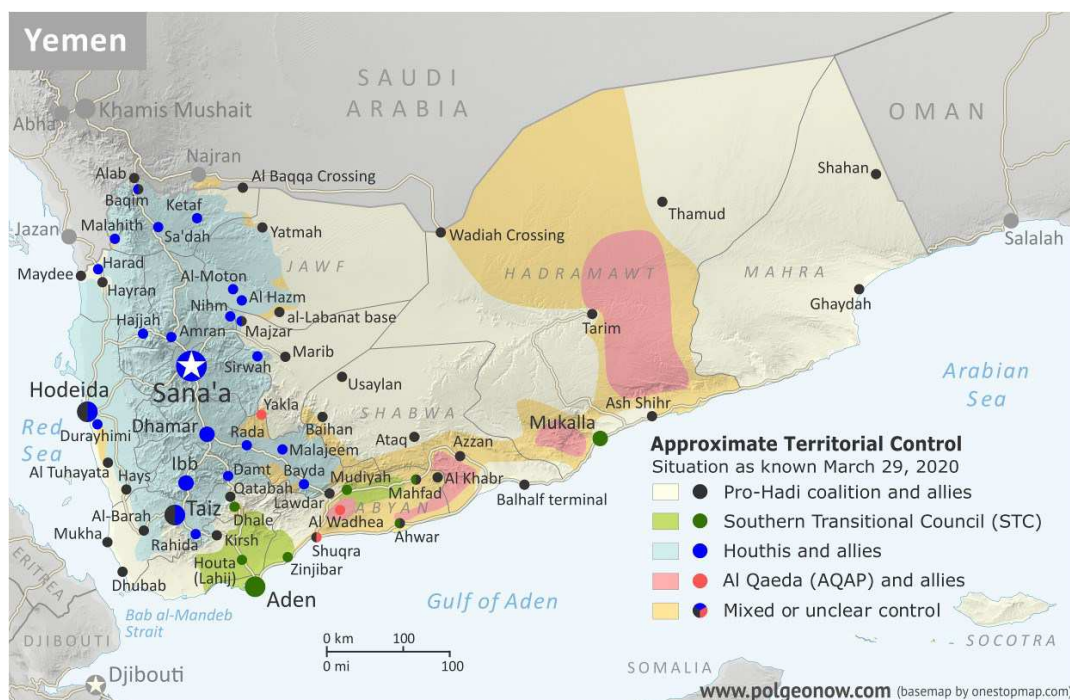 Yemen
SAUDI
ARABIA
OMAN
Khamis Mushait
Abha
Najran
Alab
Al Baqqa Crossing
Shahan
Baqim
Ketaf
Thamud
Malahith
Sa'dah
Yatmah
Wadiah Crossing
Jazan
Salalah
Harad
JAWF
HADRAMAWT
MAHRA
Maydee
Al-Moton
Hayran
Al Hazm
Ghaydah
Nihm
al-Labanat base
Hajjah
Amran
Majzar
Tarim
Sirwah
Marib
Sana'a
Usaylan
Arabian
Sea
Hodeida
Yakla
SHABWA
Ash Shihr
Red
Sea
Durayhimi
Dhamar
Rada
Baihan
Mukalla
Ataq
Azzan
Malajeem
Al Tuhayata
Hays
Ibb
Damt
Bayda
Mudiyah
Al Khabr
Qatabah
Lawdar
Mahfad
Balhalf terminal
Taiz
ABYAN
Al-Barah
Dhale
Al Wadhea
Mukha
Rahida
Kirsh
Ahwar
Shuqra
Houta
(Lahij)
Zinjibar
Dhubab
Aden
ERITREA
Bab al-Mandeb
Strait
Gulf of Aden
DJIBOUTI
Djibouti
0 km 100
0 mi 100
SOMALIA
SOCOTRA
Approximate Territorial Control
Situation as known March 29, 2020
Pro-Hadi coalition and allies
Southern Transitional Council (STC)
Houthis and allies
Al Qaeda (AQAP) and allies
Mixed or unclear control
www.polgeonow.com (basemap by onestopmap.com)